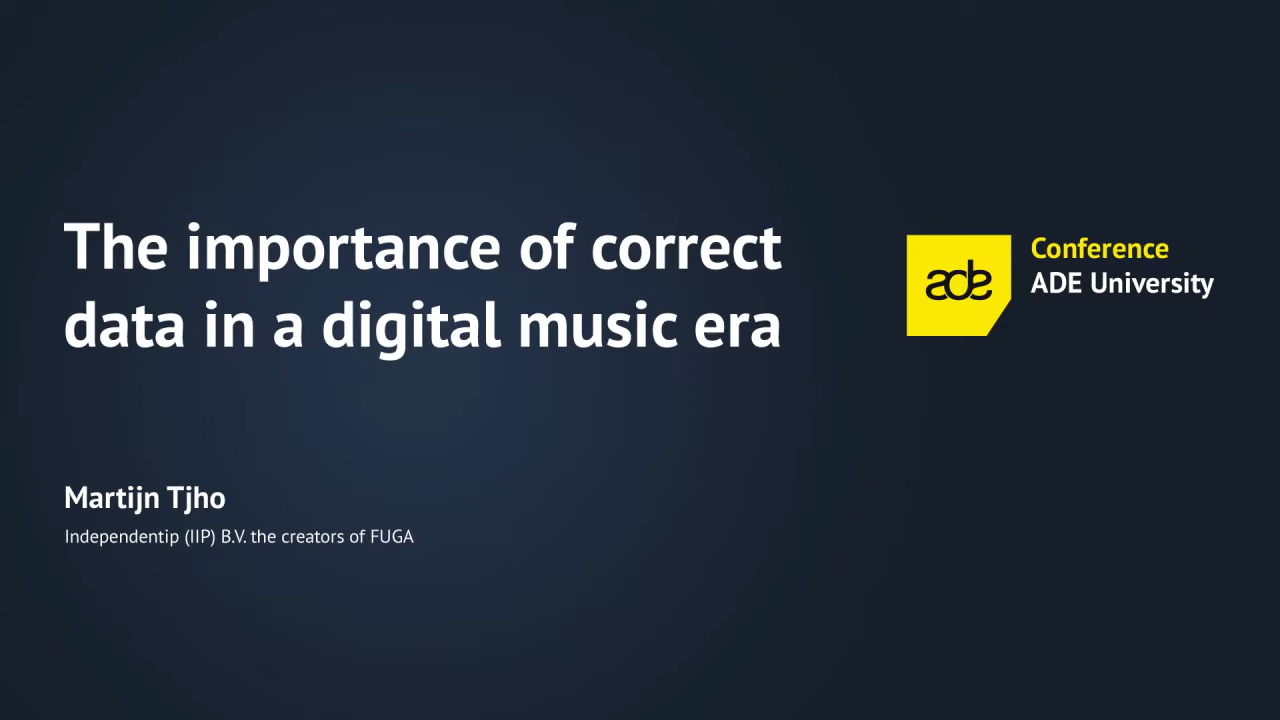 The importance of correct
data in a digital music era
ade
Conference
ADE University
Martijn Tjho
Independentip (IIP) B.V. the creators of FUGA